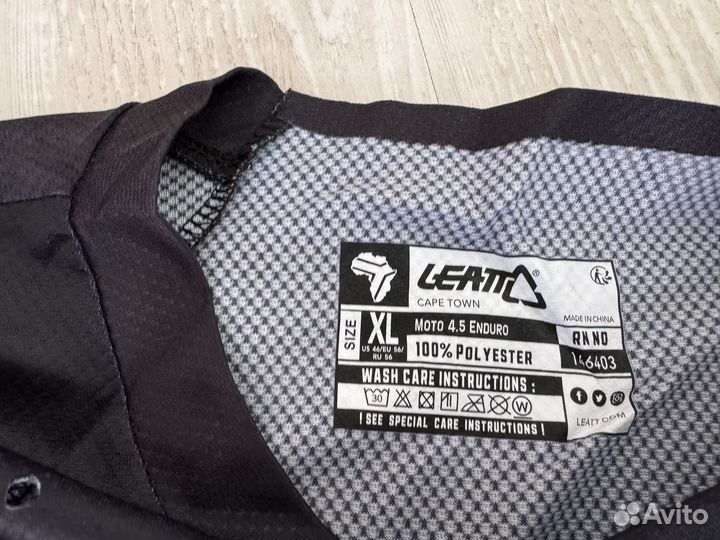 LEATT®
CAPE TOWN
MADE IN CHINA
SIZE
XL
US 46/EU 56/
RU 56
MOTO 4.5 ENDURO
100% POLYESTER
RN NO
146403
WASH CARE INSTRUCTIONS :
30
W
! SEE SPECIAL CARE INSTRUCTIONS !
LEATT.COM
Avito